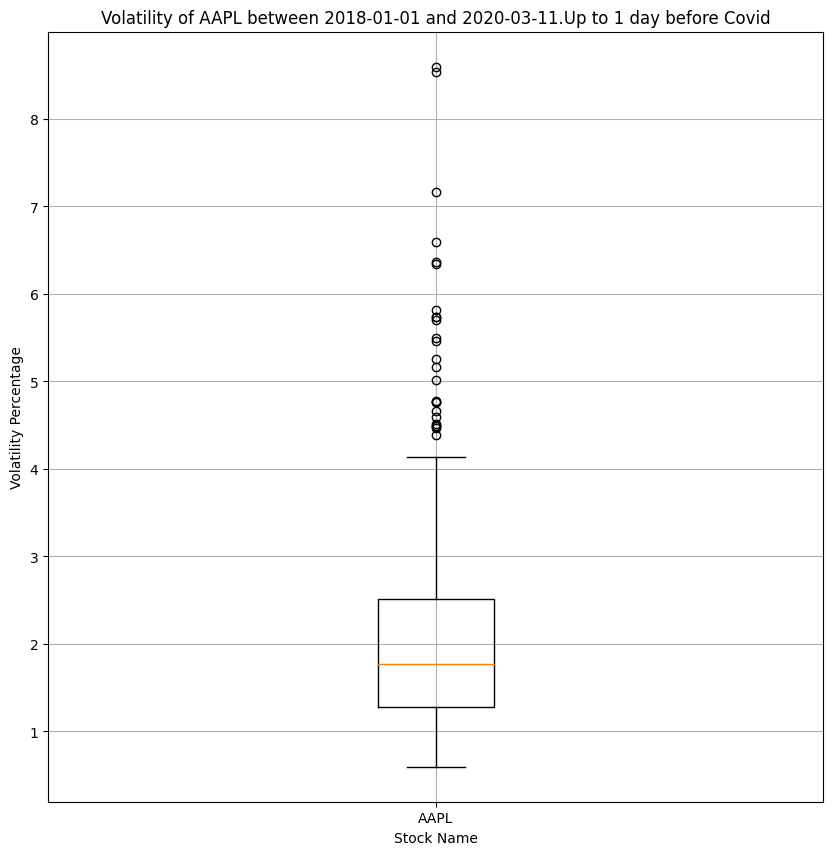 Volatility of AAPL between 2018-01-01 and 2020-03-11.Up to 1 day before Covid
Volatility Percentage
8
7
6
5
4
3
2
1
AAPL
Stock Name